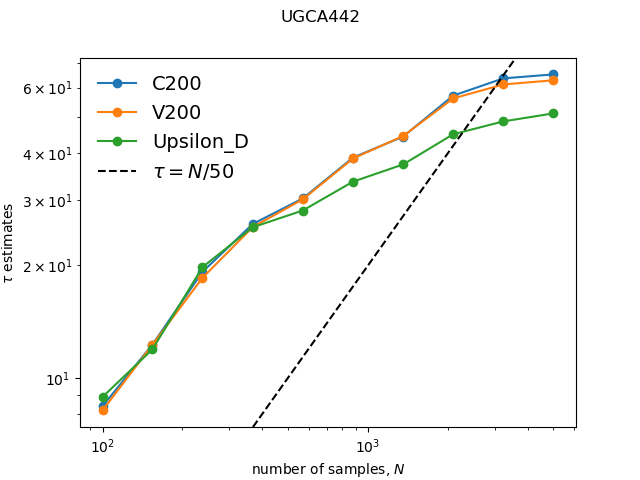 UGCA442
C200
V200
Upsilon_D
τ = N/50
6 × 10¹
4 × 10¹
3 × 10¹
2 × 10¹
10¹
τ estimates
10² 10³
number of samples, N